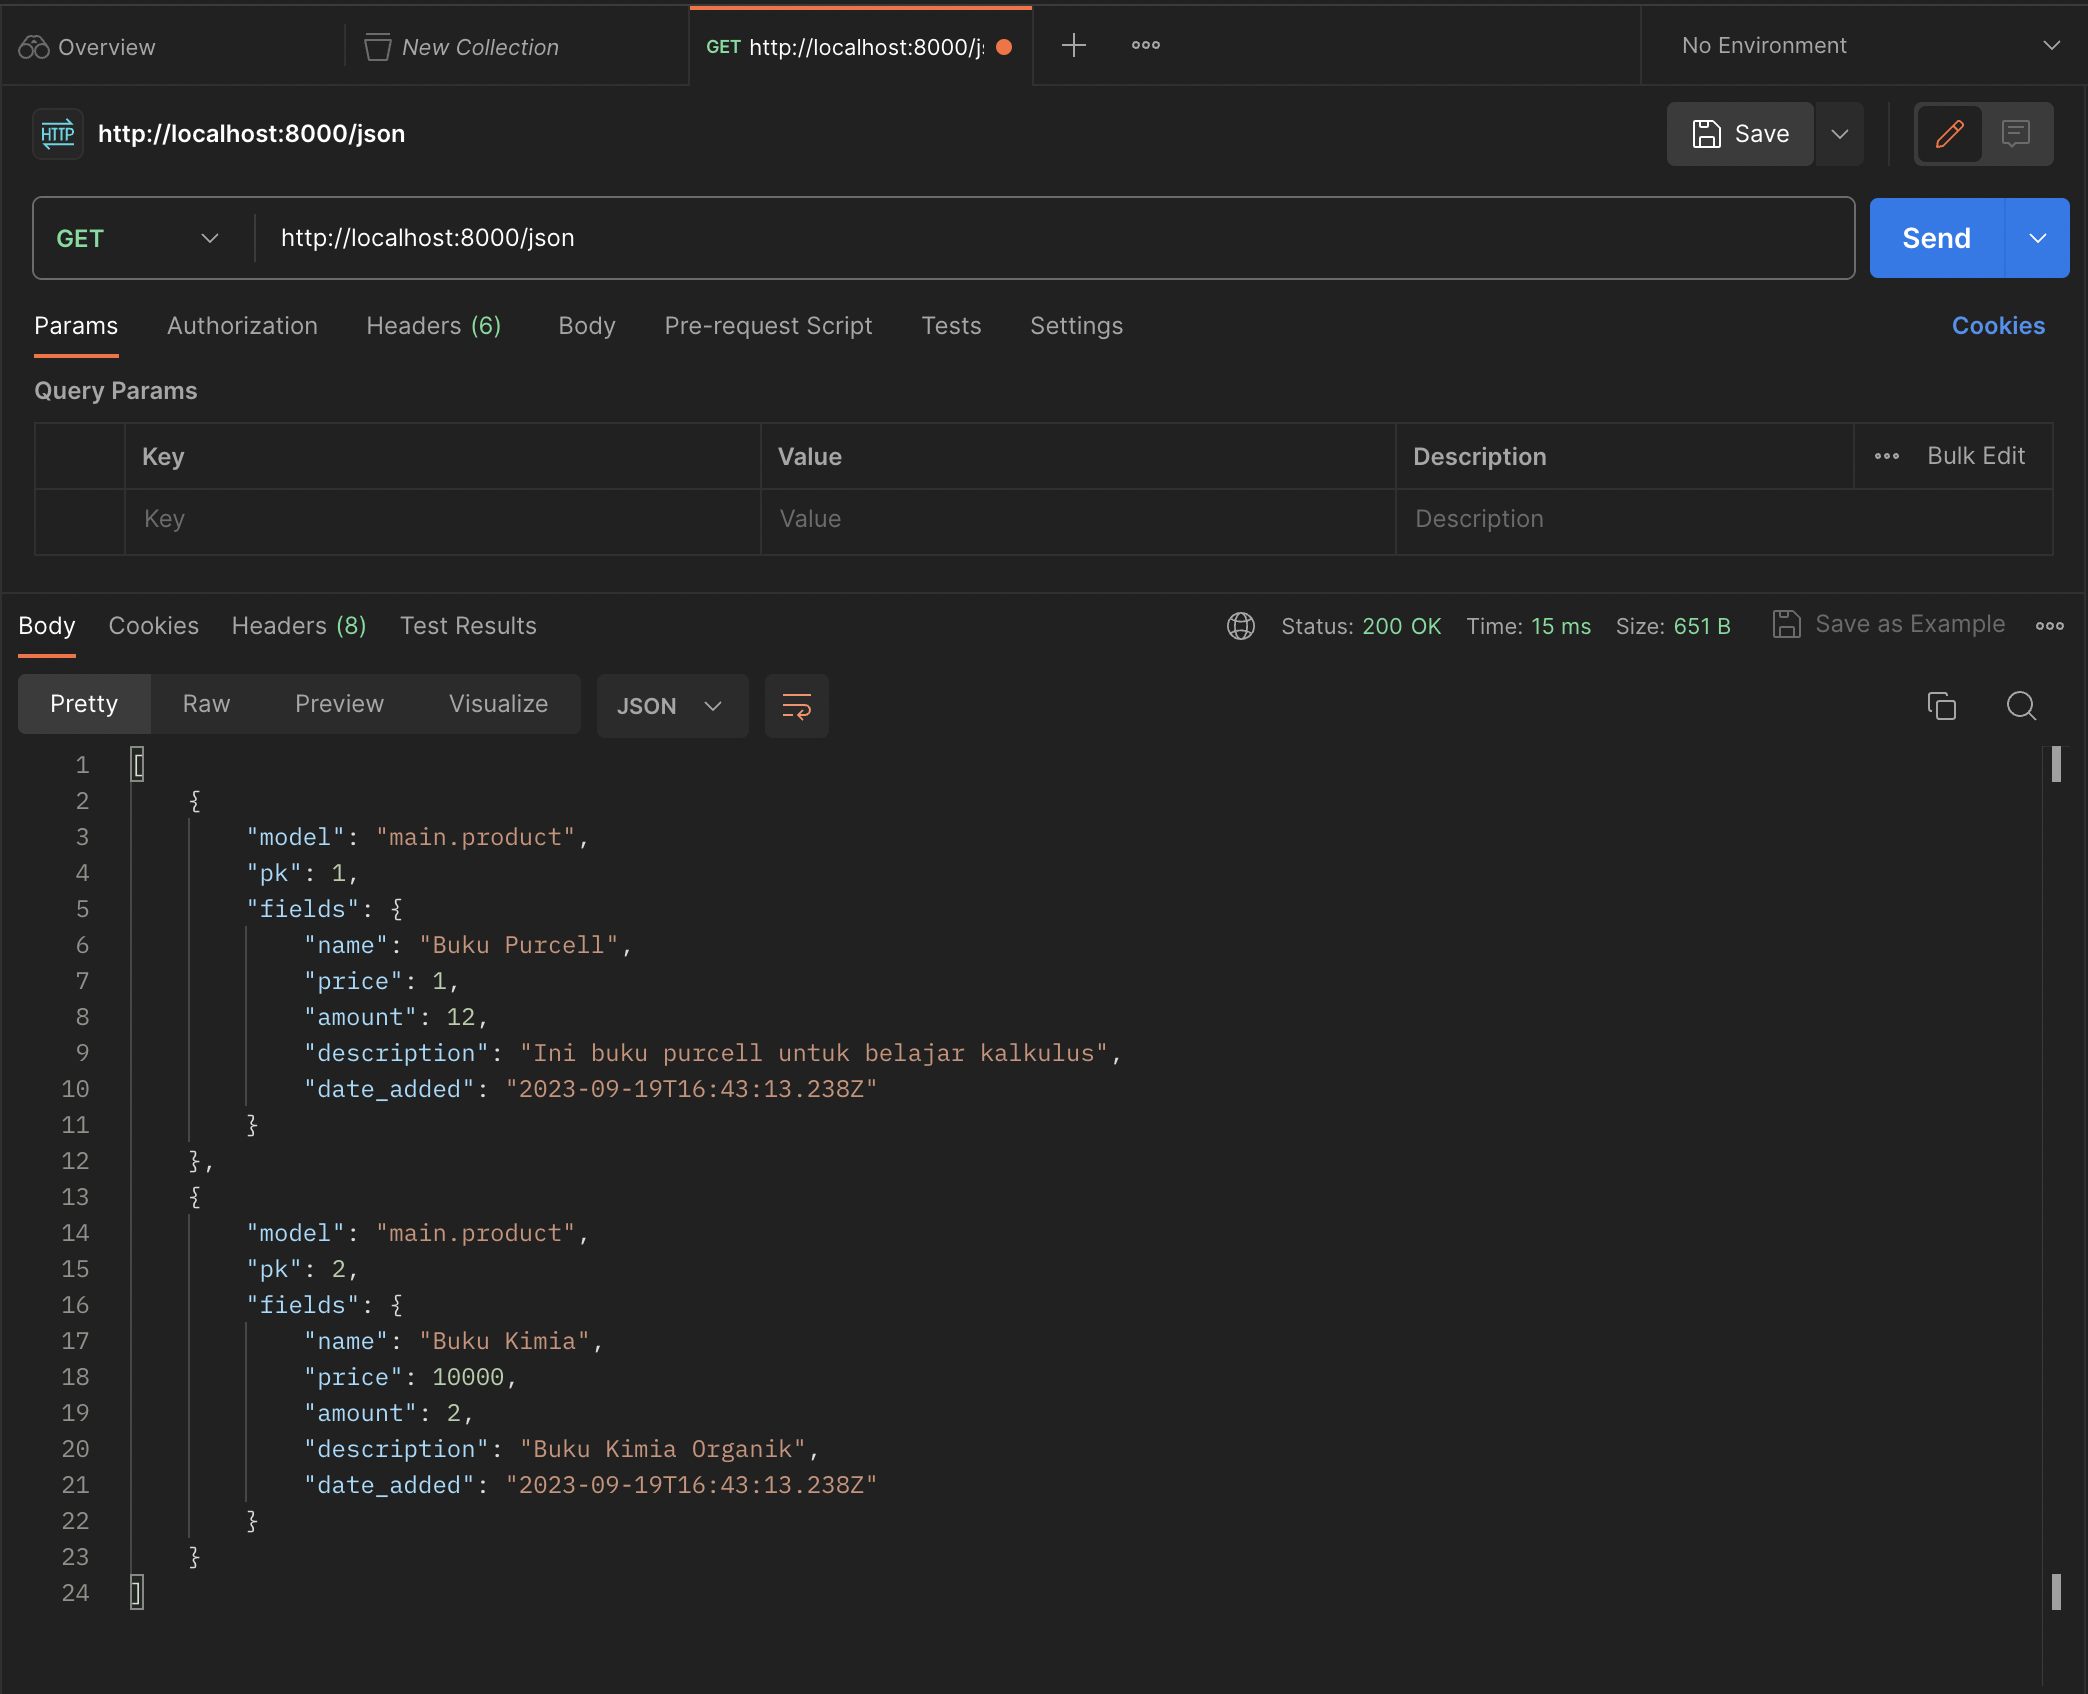 Overview New Collection GET http://localhost:8000/j No Environment
HTTP http://localhost:8000/json Save
GET http://localhost:8000/json Send
Params Authorization Headers (6) Body Pre-request Script Tests Settings Cookies
Query Params
Key Value Description Bulk Edit
Key Value Description
Body Cookies Headers (8) Test Results Status: 200 OK Time: 15 ms Size: 651 B Save as Example
Pretty Raw Preview Visualize JSON
1 [
2 {
3 "model": "main.product",
4 "pk": 1,
5 "fields": {
6 "name": "Buku Purcell",
7 "price": 1,
8 "amount": 12,
9 "description": "Ini buku purcell untuk belajar kalkulus",
10 "date_added": "2023-09-19T16:43:13.238Z"
11 }
12 },
13 {
14 "model": "main.product",
15 "pk": 2,
16 "fields": {
17 "name": "Buku Kimia",
18 "price": 10000,
19 "amount": 2,
20 "description": "Buku Kimia Organik",
21 "date_added": "2023-09-19T16:43:13.238Z"
22 }
23 }
24 ]